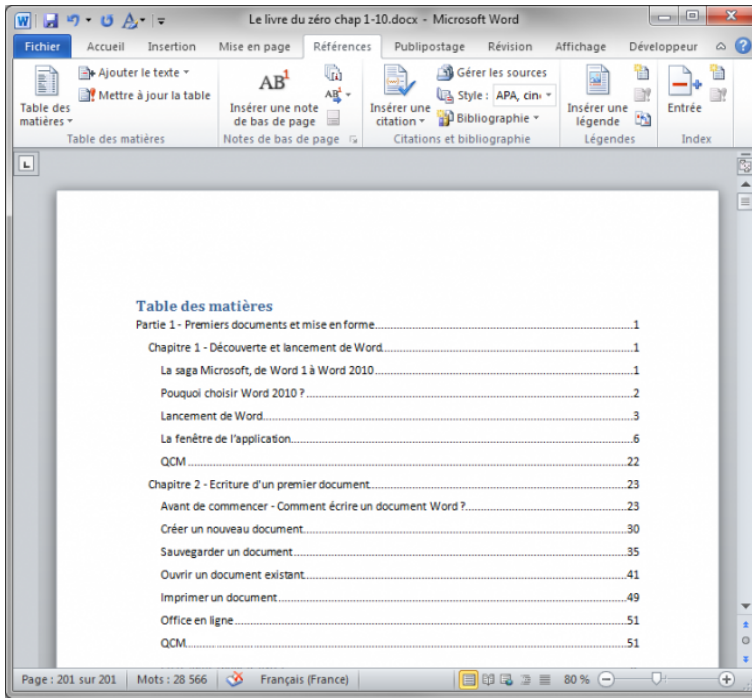 Le livre du zéro chap 1-10.docx - Microsoft Word
Fichier Accueil Insertion Mise en page Références Publipostage Révision Affichage Développeur
Table des matières
Ajouter le texte
Mettre à jour la table
Table des matières
AB1
Insérer une note de bas de page
AB1
Notes de bas de page
Insérer une citation
Gérer les sources
Style : APA, cin
Bibliographie
Citations et bibliographie
Insérer une légende
Légendes
Entrée
Index
Table des matières
Partie 1 - Premiers documents et mise en forme 1
Chapitre 1 - Découverte et lancement de Word 1
La saga Microsoft, de Word 1 à Word 2010 1
Pouquoi choisir Word 2010 ? 2
Lancement de Word 3
La fenêtre de l'application 6
QCM 22
Chapitre 2 - Ecriture d'un premier document 23
Avant de commencer - Comment écrire un document Word ? 23
Créer un nouveau document 30
Sauvegarder un document 35
Ouvrir un document existant 41
Imprimer un document 49
Office en ligne 51
QCM 51
Page : 201 sur 201 Mots : 28 566 Français (France) 80 %